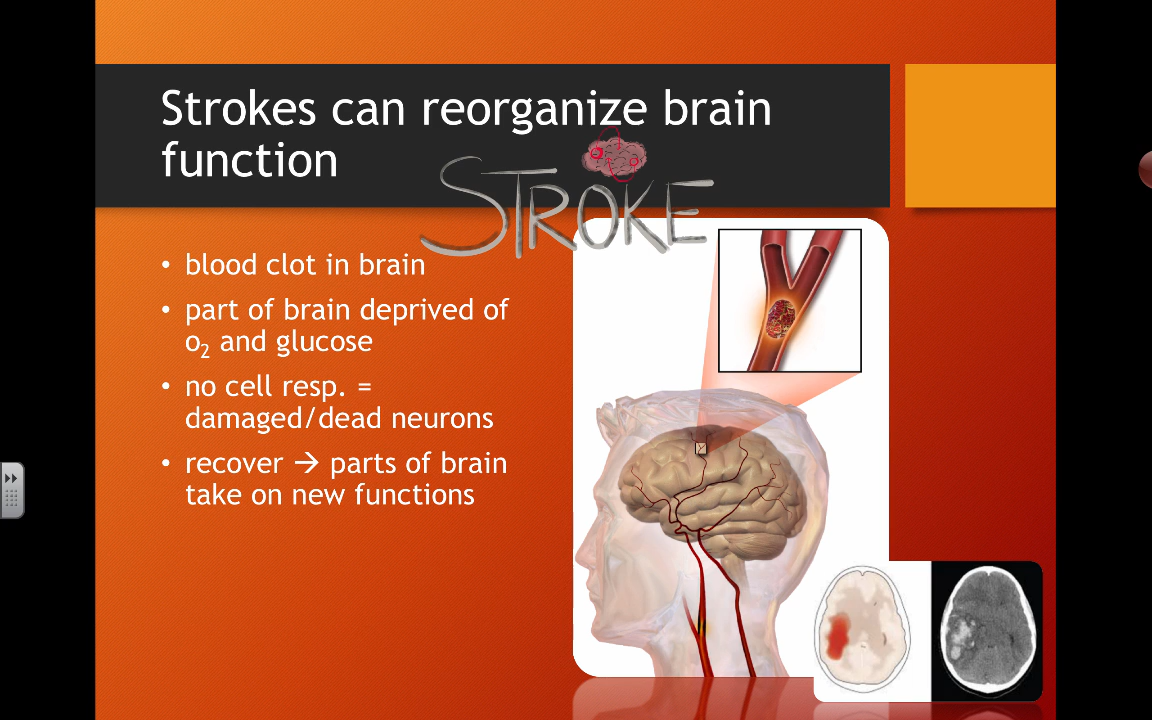 Strokes can reorganize brain
function
STROKE
• blood clot in brain
• part of brain deprived of
o₂ and glucose
• no cell resp. =
damaged/dead neurons
• recover → parts of brain
take on new functions